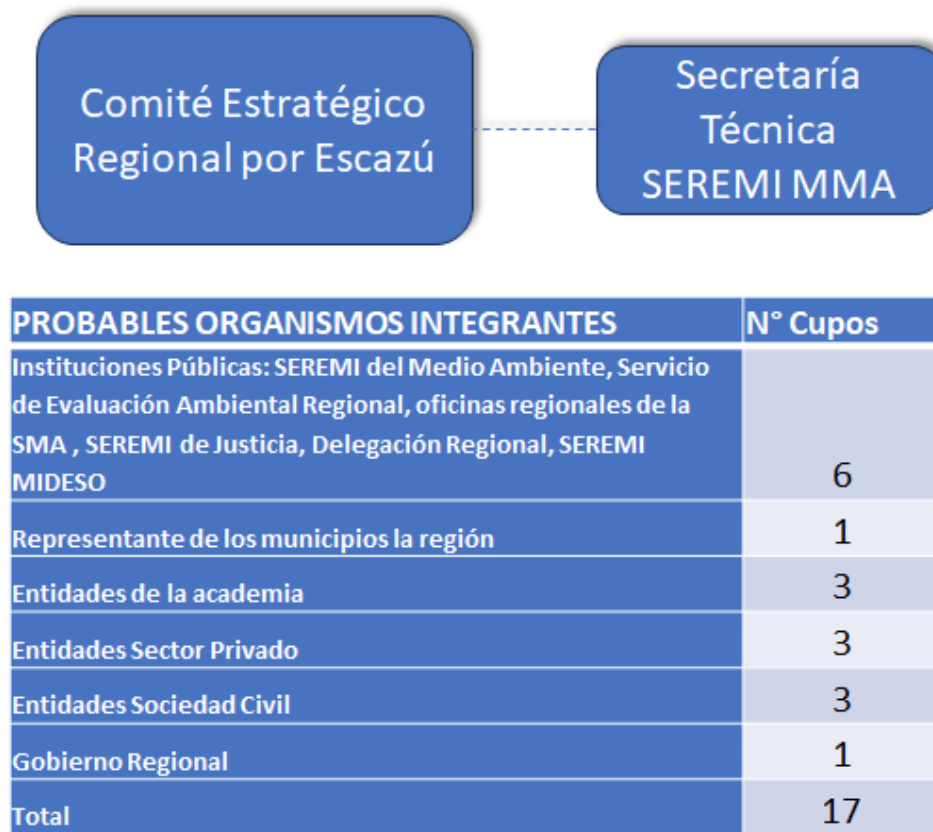 Comité Estratégico
Regional por Escazú
Secretaría
Técnica
SEREMI MMA
PROBABLES ORGANISMOS INTEGRANTES N° Cupos
Instituciones Públicas: SEREMI del Medio Ambiente, Servicio
de Evaluación Ambiental Regional, oficinas regionales de la
SMA , SEREMI de Justicia, Delegación Regional, SEREMI
MIDESO 6
Representante de los municipios la región 1
Entidades de la academia 3
Entidades Sector Privado 3
Entidades Sociedad Civil 3
Gobierno Regional 1
Total 17